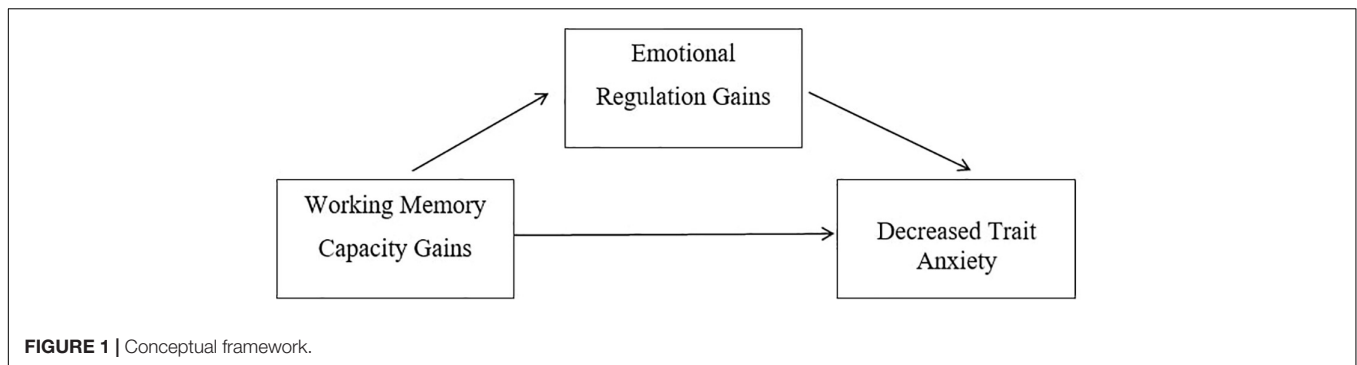 Emotional
Regulation Gains
Working Memory
Capacity Gains
Decreased Trait
Anxiety
FIGURE 1 | Conceptual framework.